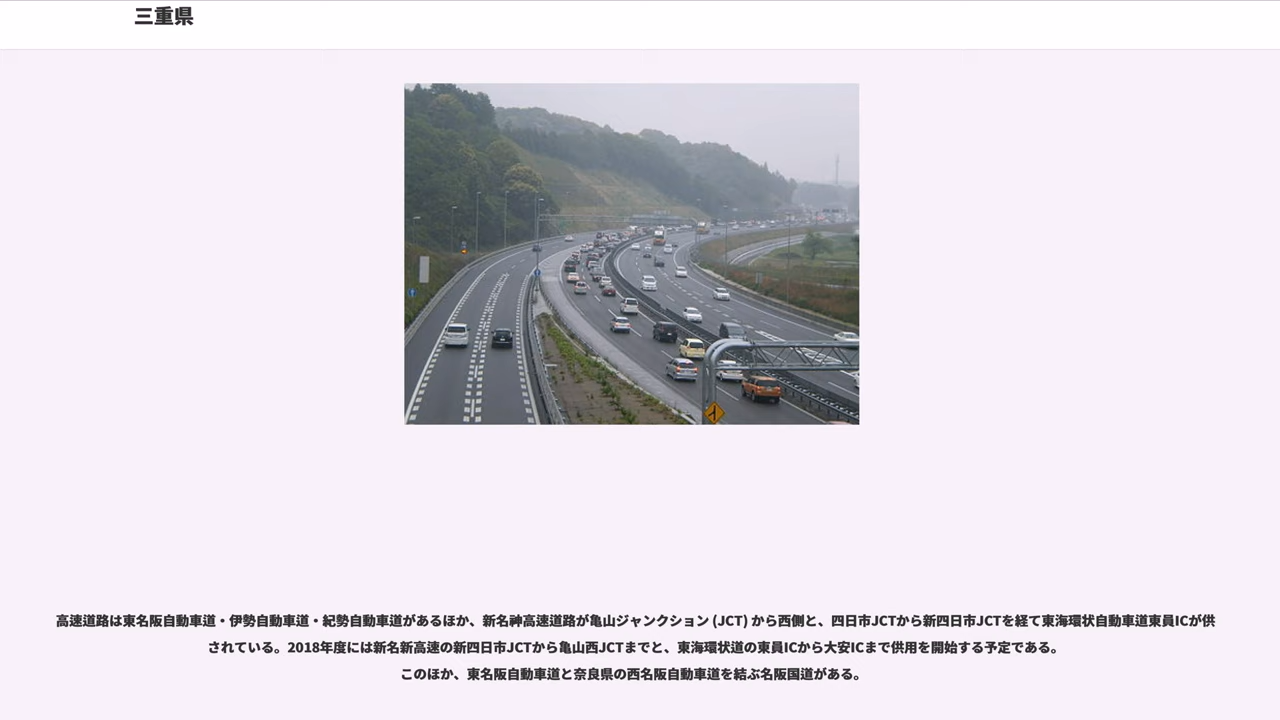 三重県
高速道路は東名阪自動車道・伊勢自動車道・紀勢自動車道があるほか、新名神高速道路が亀山ジャンクション (JCT) から西側と、四日市JCTから新四日市JCTを経て東海環状自動車道東員ICが供
されている。2018年度には新名新高速の新四日市JCTから亀山西JCTまでと、東海環状道の東員ICから大安ICまで供用を開始する予定である。
このほか、東名阪自動車道と奈良県の西名阪自動車道を結ぶ名阪国道がある。